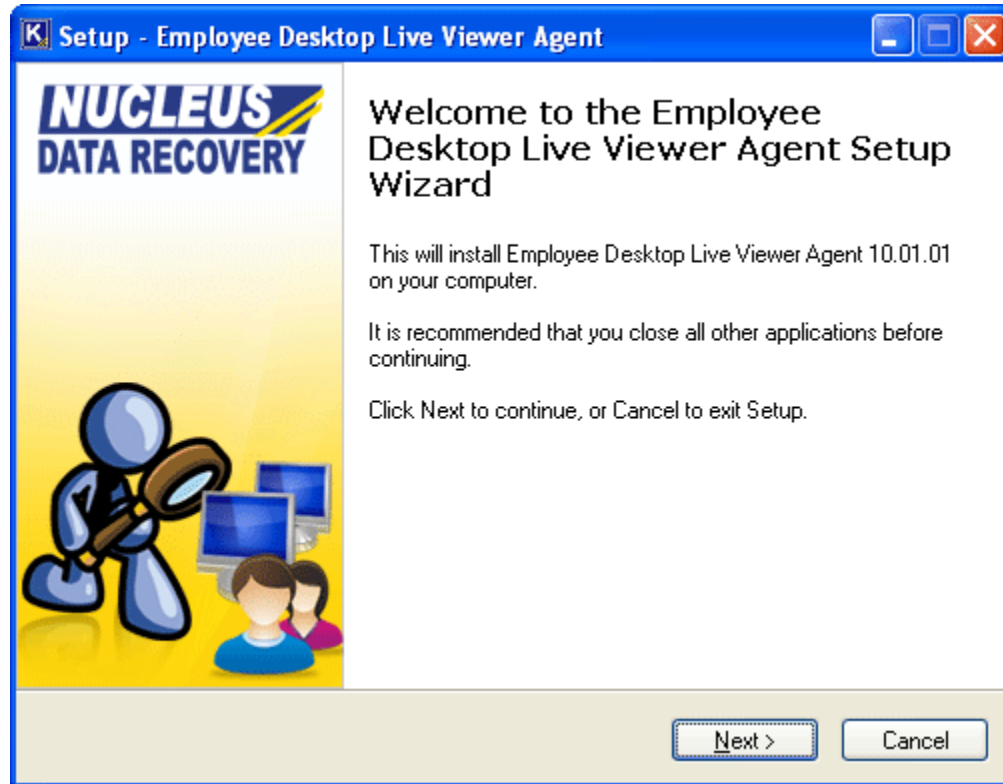 Setup - Employee Desktop Live Viewer Agent
NUCLEUS
DATA RECOVERY
Welcome to the Employee
Desktop Live Viewer Agent Setup
Wizard
This will install Employee Desktop Live Viewer Agent 10.01.01
on your computer.
It is recommended that you close all other applications before
continuing.
Click Next to continue, or Cancel to exit Setup.
Next >
Cancel